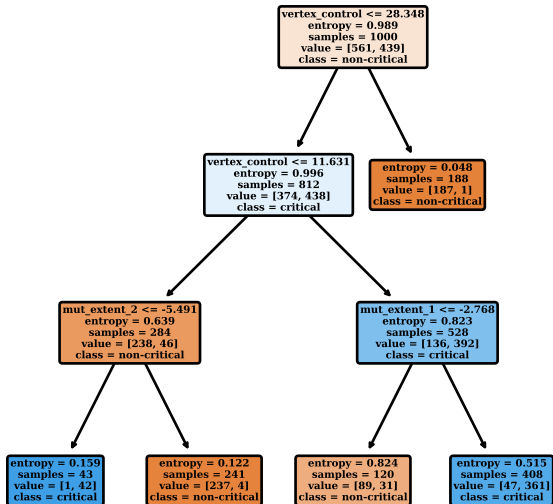 vertex_control <= 28.348
entropy = 0.989
samples = 1000
value = [561, 439]
class = non-critical
vertex_control <= 11.631
entropy = 0.996
samples = 812
value = [374, 438]
class = critical
entropy = 0.048
samples = 188
value = [187, 1]
class = non-critical
mut_extent_2 <= -5.491
entropy = 0.639
samples = 284
value = [238, 46]
class = non-critical
mut_extent_1 <= -2.768
entropy = 0.823
samples = 528
value = [136, 392]
class = critical
entropy = 0.159
samples = 43
value = [1, 42]
class = critical
entropy = 0.122
samples = 241
value = [237, 4]
class = non-critical
entropy = 0.824
samples = 120
value = [89, 31]
class = non-critical
entropy = 0.515
samples = 408
value = [47, 361]
class = critical